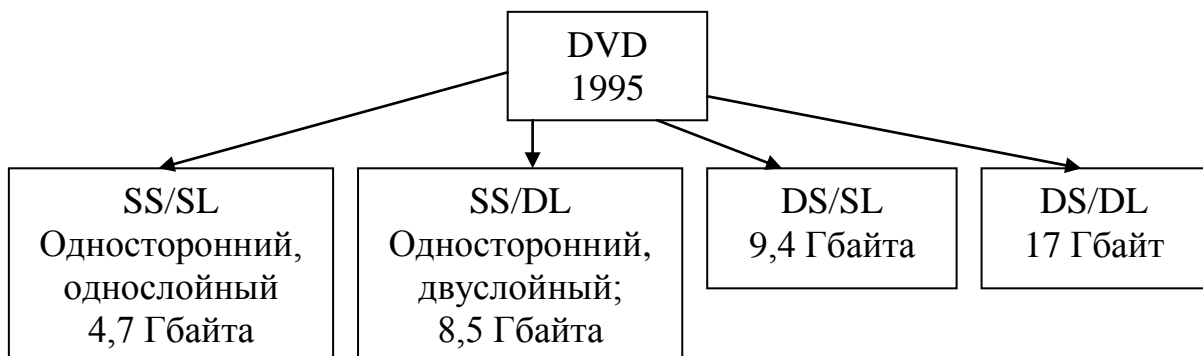 DVD
1995
SS/SL
Односторонний,
однослойный
4,7 Гбайта
SS/DL
Односторонний,
двуслойный;
8,5 Гбайта
DS/SL
9,4 Гбайта
DS/DL
17 Гбайт